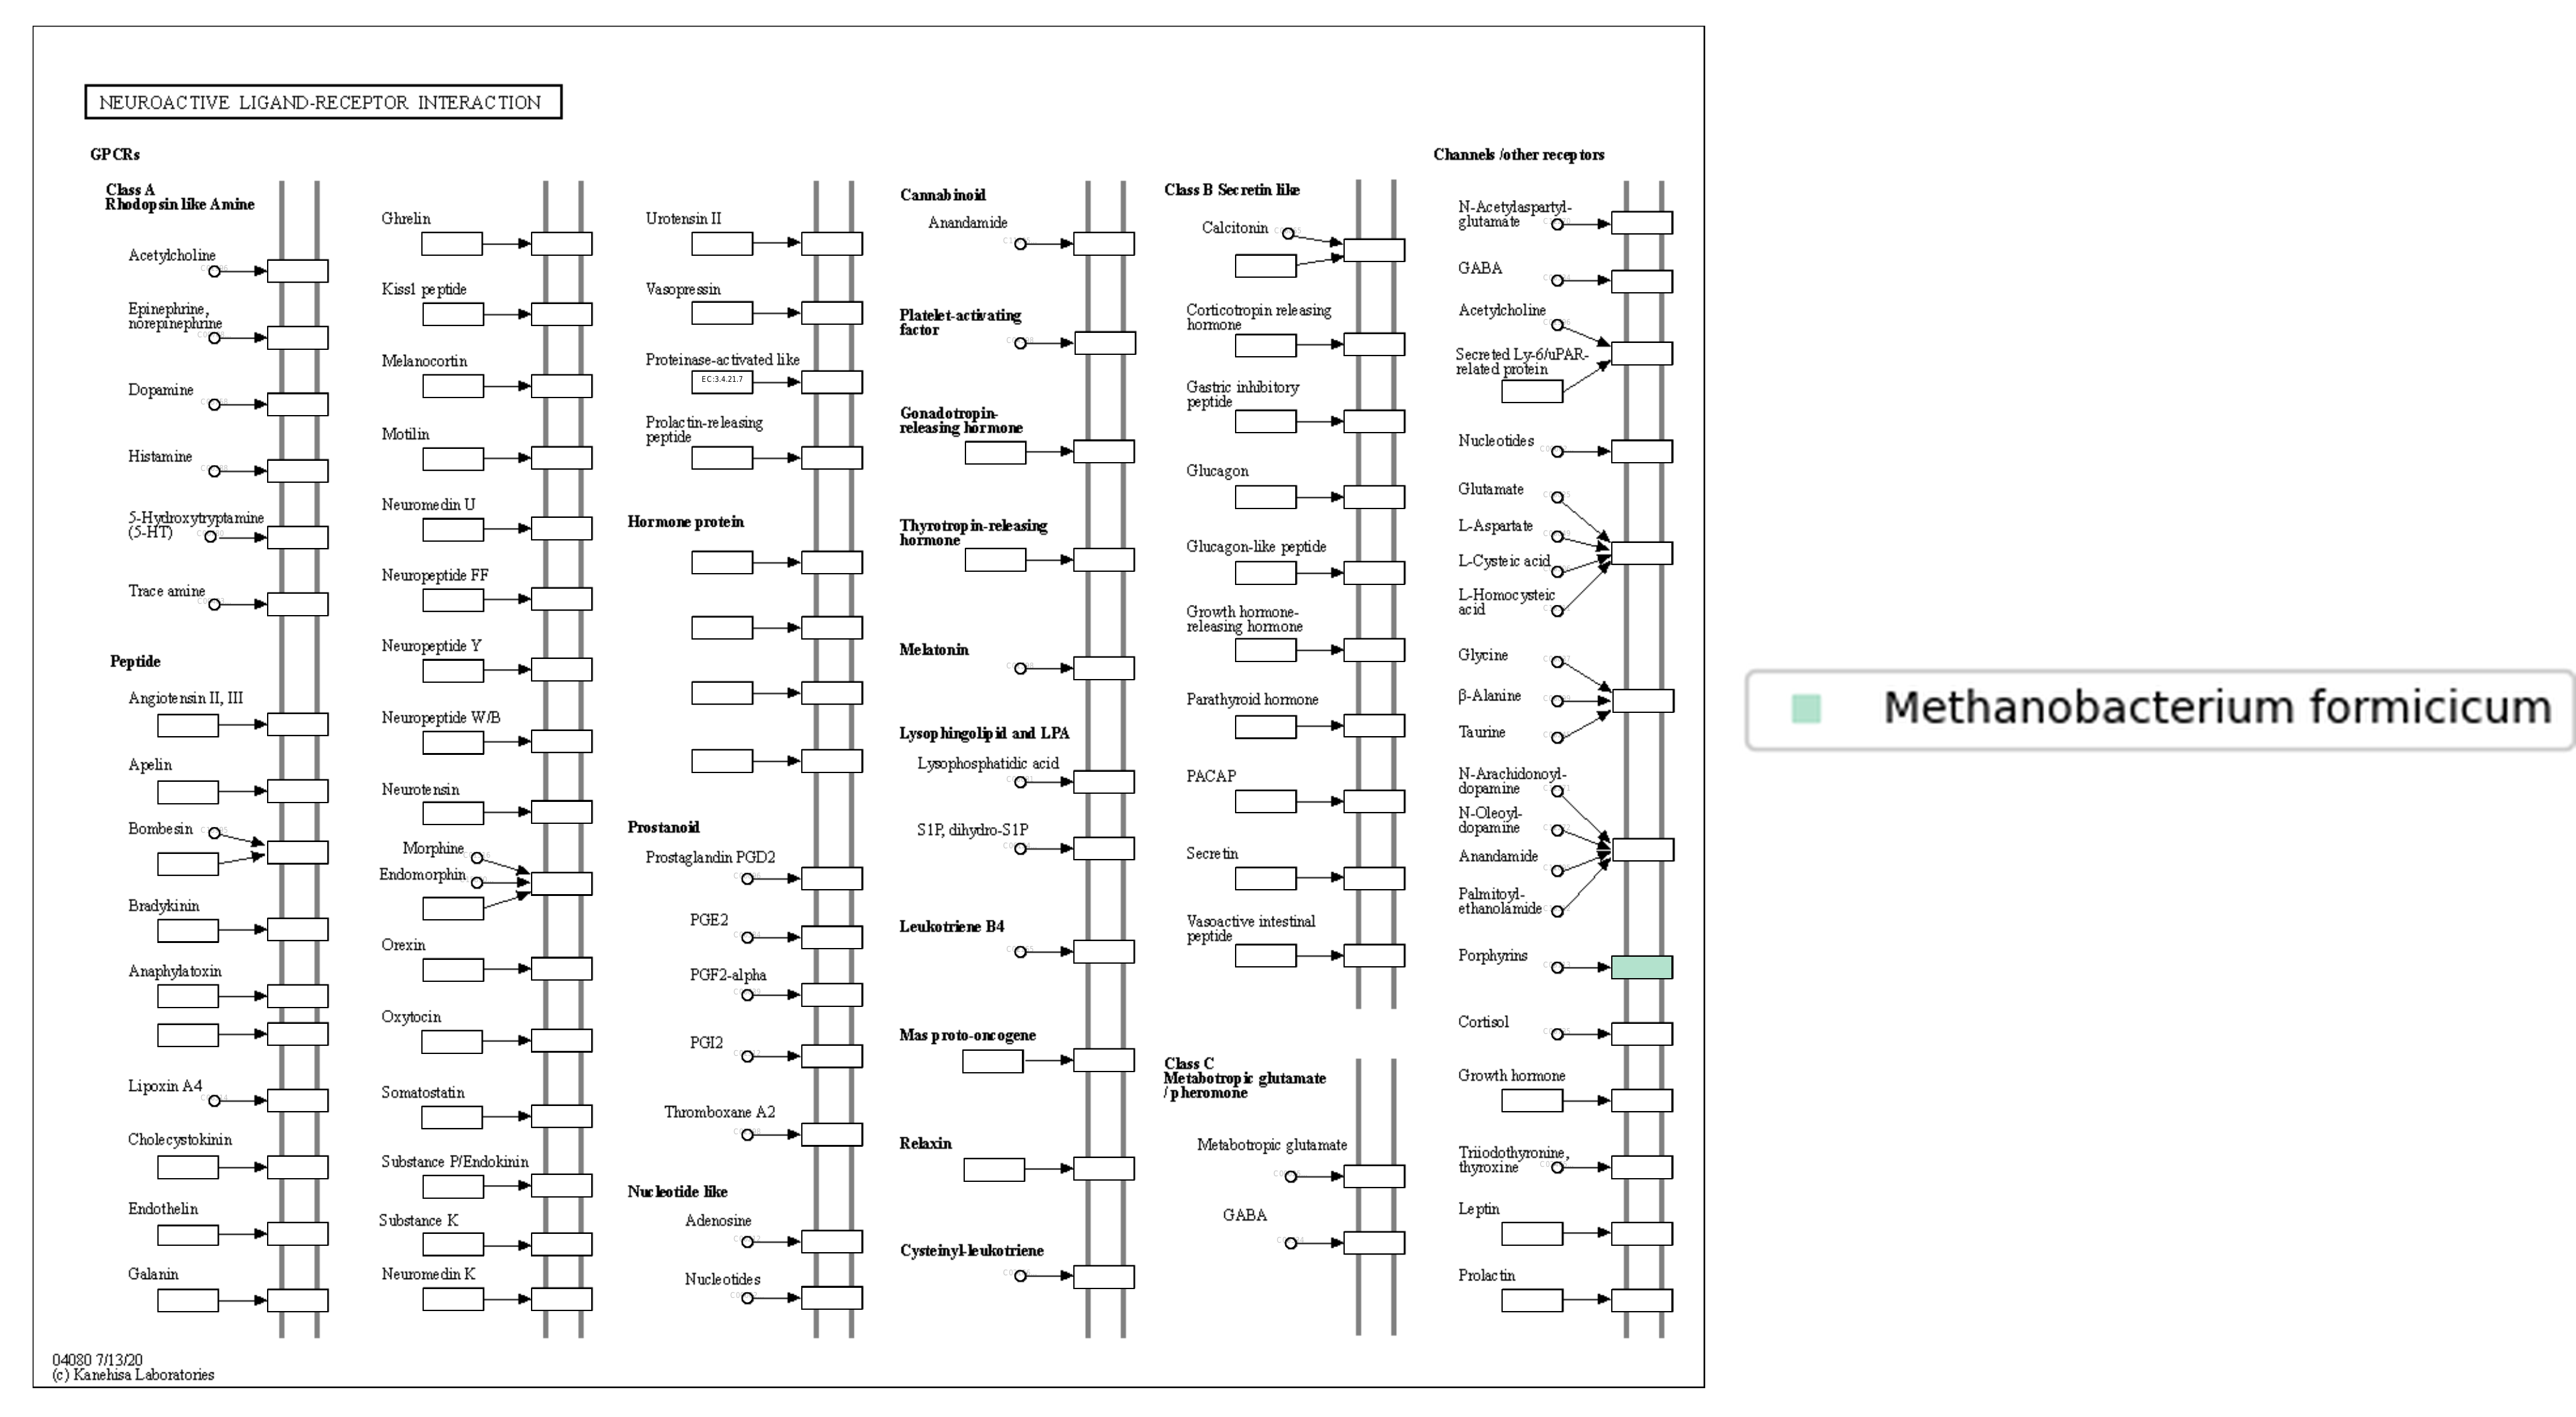 NEUROACTIVE LIGAND-RECEPTOR INTERACTION
GPCRs
Class A
Rhodopsin like Amine
Acetylcholine
Epinephrine,
norepinephrine
Dopamine
Histamine
5-Hydroxytryptamine
(5-HT)
Trace amine
Peptide
Angiotensin II, III
Apelin
Bombesin
Bradykinin
Anaphylatoxin
Lipoxin A4
Cholecystokinin
Endothelin
Galanin
Ghrelin
Kiss1 peptide
Melanocortin
Motilin
Neuromedin U
Neuropeptide FF
Neuropeptide Y
Neuropeptide W/B
Neurotensin
Morphine
Endomorphin
Orexin
Oxytocin
Somatostatin
Substance P/Endokinin
Substance K
Neuromedin K
Urotensin II
Vasopressin
Proteinase-activated like
EC:3.4.21.7
Prolactin-releasing
peptide
Hormone protein
Prostanoid
Prostaglandin PGD2
PGE2
PGF2-alpha
PGI2
Thromboxane A2
Nucleotide like
Adenosine
Nucleotides
Cannabinoid
Anandamide
Platelet-activating
factor
Gonadotropin-
releasing hormone
Thyrotropin-releasing
hormone
Melatonin
Lysophingolipid and LPA
Lysophosphatidic acid
S1P, dihydro-S1P
Leukotriene B4
Mas proto-oncogene
Relaxin
Cysteinyl-leukotriene
Class B Secretin like
Calcitonin
Corticotropin releasing
hormone
Gastric inhibitory
peptide
Glucagon
Glucagon-like peptide
Growth hormone-
releasing hormone
Parathyroid hormone
PACAP
Secretin
Vasoactive intestinal
peptide
Class C
Metabotropic glutamate
/ pheromone
Metabotropic glutamate
GABA
Channels /other receptors
N-Acetylaspartyl-
glutamate
GABA
Acetylcholine
Secreted Ly-6/uPAR-
related protein
Nucleotides
Glutamate
L-Aspartate
L-Cysteic acid
L-Homocysteic
acid
Glycine
β-Alanine
Taurine
N-Arachidonoyl-
dopamine
N-Oleoyl-
dopamine
Anandamide
Palmitoyl-
ethanolamide
Porphyrins
Cortisol
Growth hormone
Triiodothyronine,
thyroxine
Leptin
Prolactin
Methanobacterium formicicum
04080 7/13/20
(c) Kanehisa Laboratories